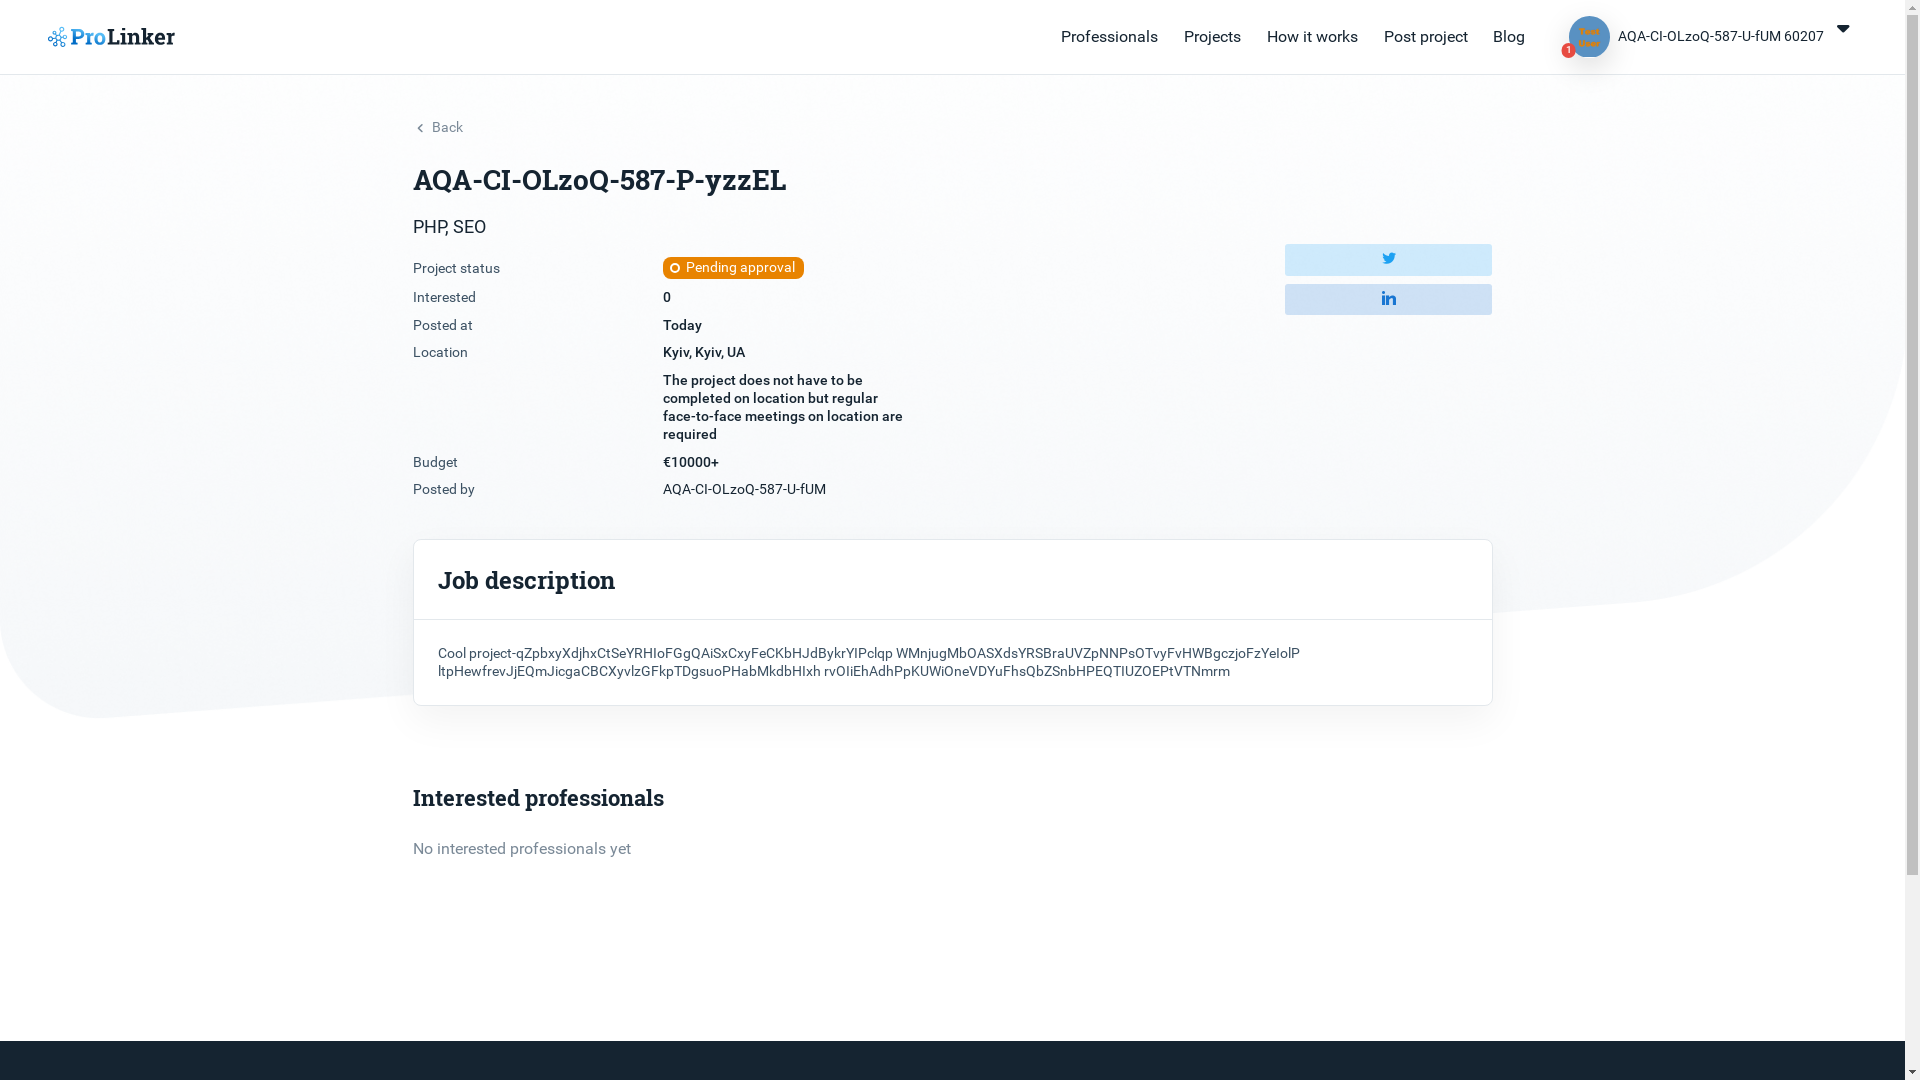 ProLinker
Professionals
Projects
How it works
Post project
Blog
1
AQA-CI-OLzoQ-587-U-fUM 60207
Back
AQA-CI-OLzoQ-587-P-yzzEL
PHP, SEO
Project status
Pending approval
Interested
0
Posted at
Today
Location
Kyiv, Kyiv, UA
The project does not have to be
completed on location but regular
face-to-face meetings on location are
required
Budget
€10000+
Posted by
AQA-CI-OLzoQ-587-U-fUM
Job description
Cool project-qZpbxyXdjhxCtSeYRHIoFGgQAiSxCxyFeCKbHJdBykrYIPclqp WMnjugMbOASXdsYRSBraUVZpNNPsOTvyFvHWBgczjoFzYeIolP
ltpHewfrevJjEQmJicgaCBCXyvlzGFkpTDgsuoPHabMkdbHIxh rvOIiEhAdhPpKUWiOneVDYuFhsQbZSnbHPEQTIUZOEPtVTNmrm
Interested professionals
No interested professionals yet